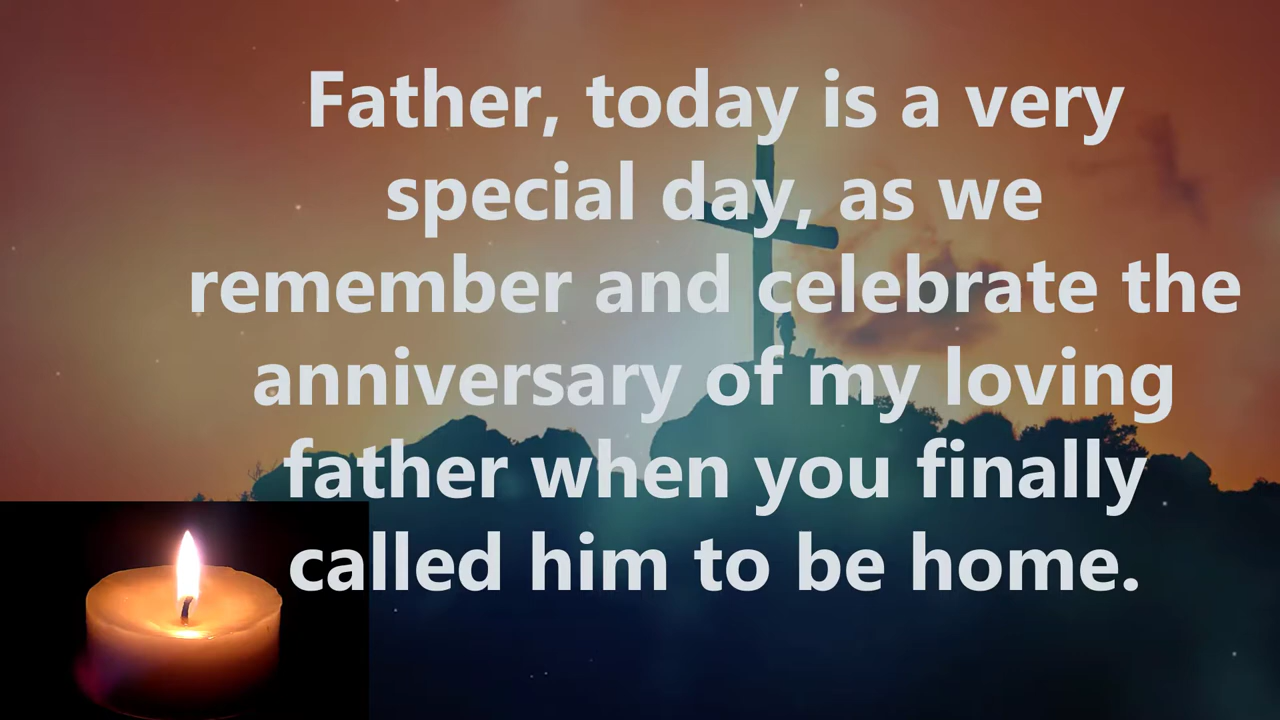 Father, today is a very
special day, as we
remember and celebrate the
anniversary of my loving
father when you finally
called him to be home.